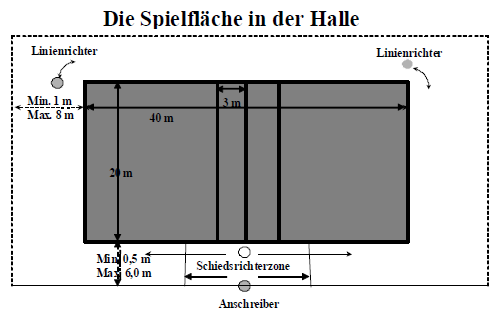 Die Spielfläche in der Halle
Linienrichter
Linienrichter
Min. 1 m
Max. 8 m
3 m
40 m
20 m
Min. 0,5 m
Max. 6,0 m
Schiedsrichterzone
Anschreiber